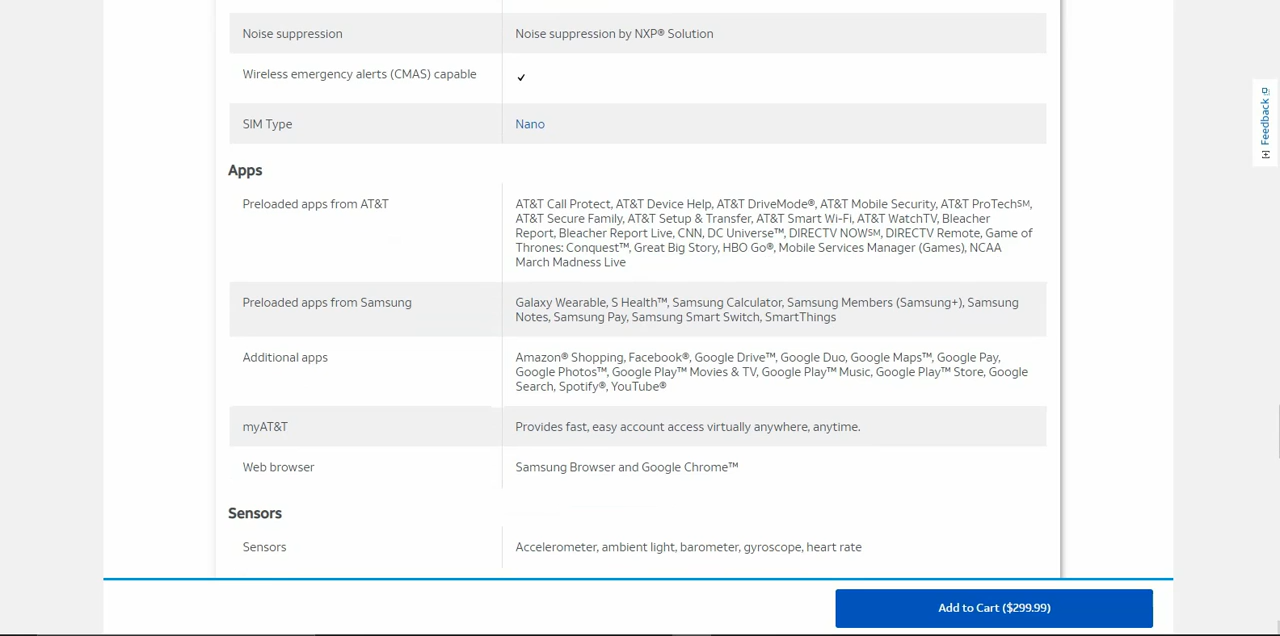 Noise suppression
Noise suppression by NXP® Solution
Wireless emergency alerts (CMAS) capable
✓
SIM Type
Nano
Apps
Preloaded apps from AT&T
AT&T Call Protect, AT&T Device Help, AT&T DriveMode®, AT&T Mobile Security, AT&T ProTech℠,
AT&T Secure Family, AT&T Setup & Transfer, AT&T Smart Wi-Fi, AT&T WatchTV, Bleacher
Report, Bleacher Report Live, CNN, DC Universe™, DIRECTV NOW℠, DIRECTV Remote, Game of
Thrones: Conquest™, Great Big Story, HBO Go®, Mobile Services Manager (Games), NCAA
March Madness Live
Preloaded apps from Samsung
Galaxy Wearable, S Health™, Samsung Calculator, Samsung Members (Samsung+), Samsung
Notes, Samsung Pay, Samsung Smart Switch, SmartThings
Additional apps
Amazon® Shopping, Facebook®, Google Drive™, Google Duo, Google Maps™, Google Pay,
Google Photos™, Google Play™ Movies & TV, Google Play™ Music, Google Play™ Store, Google
Search, Spotify®, YouTube®
myAT&T
Provides fast, easy account access virtually anywhere, anytime.
Web browser
Samsung Browser and Google Chrome™
Sensors
Sensors
Accelerometer, ambient light, barometer, gyroscope, heart rate
Add to Cart ($299.99)
[+] Feedback